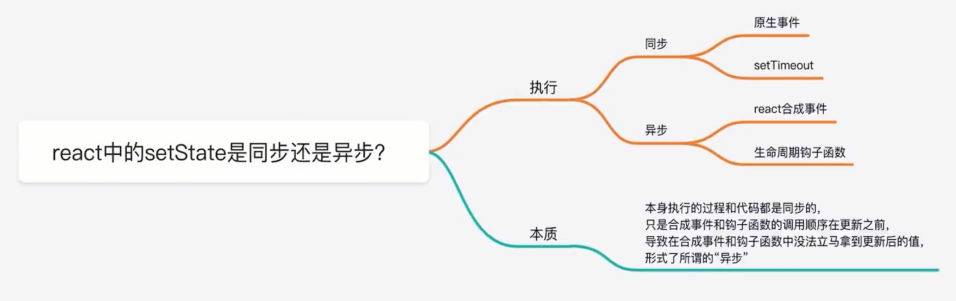 react中的setState是同步还是异步?
执行
同步
原生事件
setTimeout
异步
react合成事件
生命周期钩子函数
本质
本身执行的过程和代码都是同步的,
只是合成事件和钩子函数的调用顺序在更新之前,
导致在合成事件和钩子函数中没法立马拿到更新后的值,
形式了所谓的“异步”